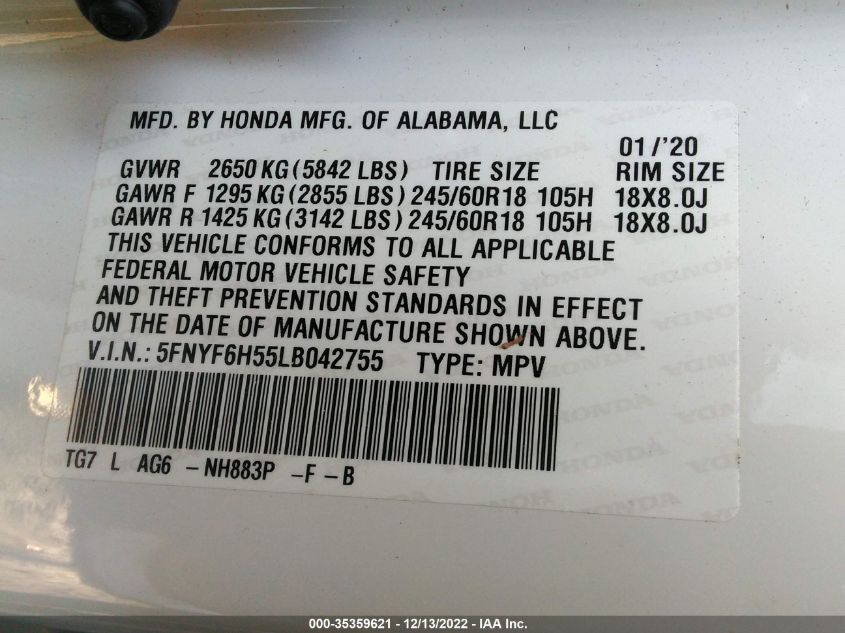 MFD. BY HONDA MFG. OF ALABAMA, LLC
01/'20
GVWR 2650 KG (5842 LBS) TIRE SIZE RIM SIZE
GAWR F 1295 KG (2855 LBS) 245/60R18 105H 18X8.0J
GAWR R 1425 KG (3142 LBS) 245/60R18 105H 18X8.0J
THIS VEHICLE CONFORMS TO ALL APPLICABLE
FEDERAL MOTOR VEHICLE SAFETY
AND THEFT PREVENTION STANDARDS IN EFFECT
ON THE DATE OF MANUFACTURE SHOWN ABOVE.
V.I.N.: 5FNYF6H55LB042755 TYPE: MPV
TG7 L AG6 -NH883P -F-B
000-35359621 - 12/13/2022 - IAA Inc.